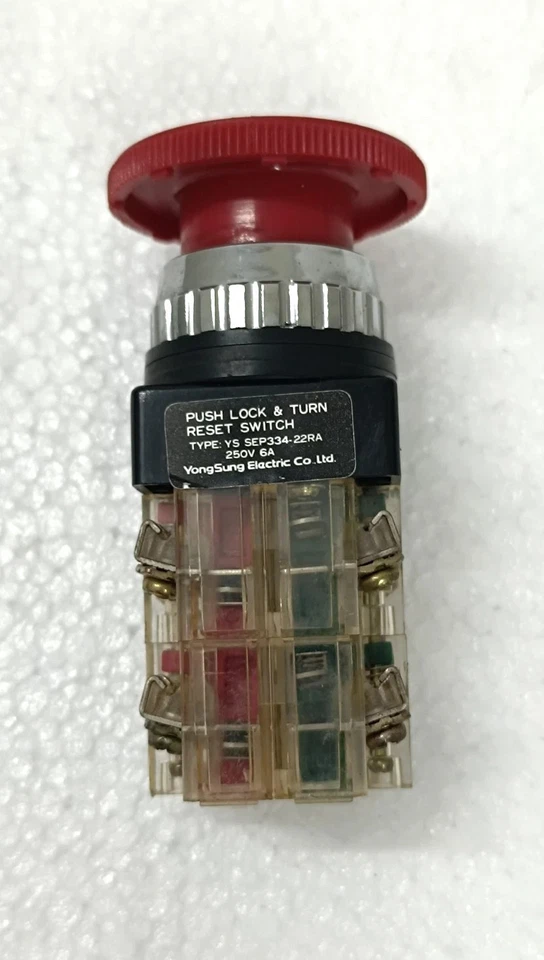 PUSH LOCK & TURN
RESET SWITCH
TYPE: YS SEP334-22RA
250V 6A
YongSung Electric Co.,Ltd.